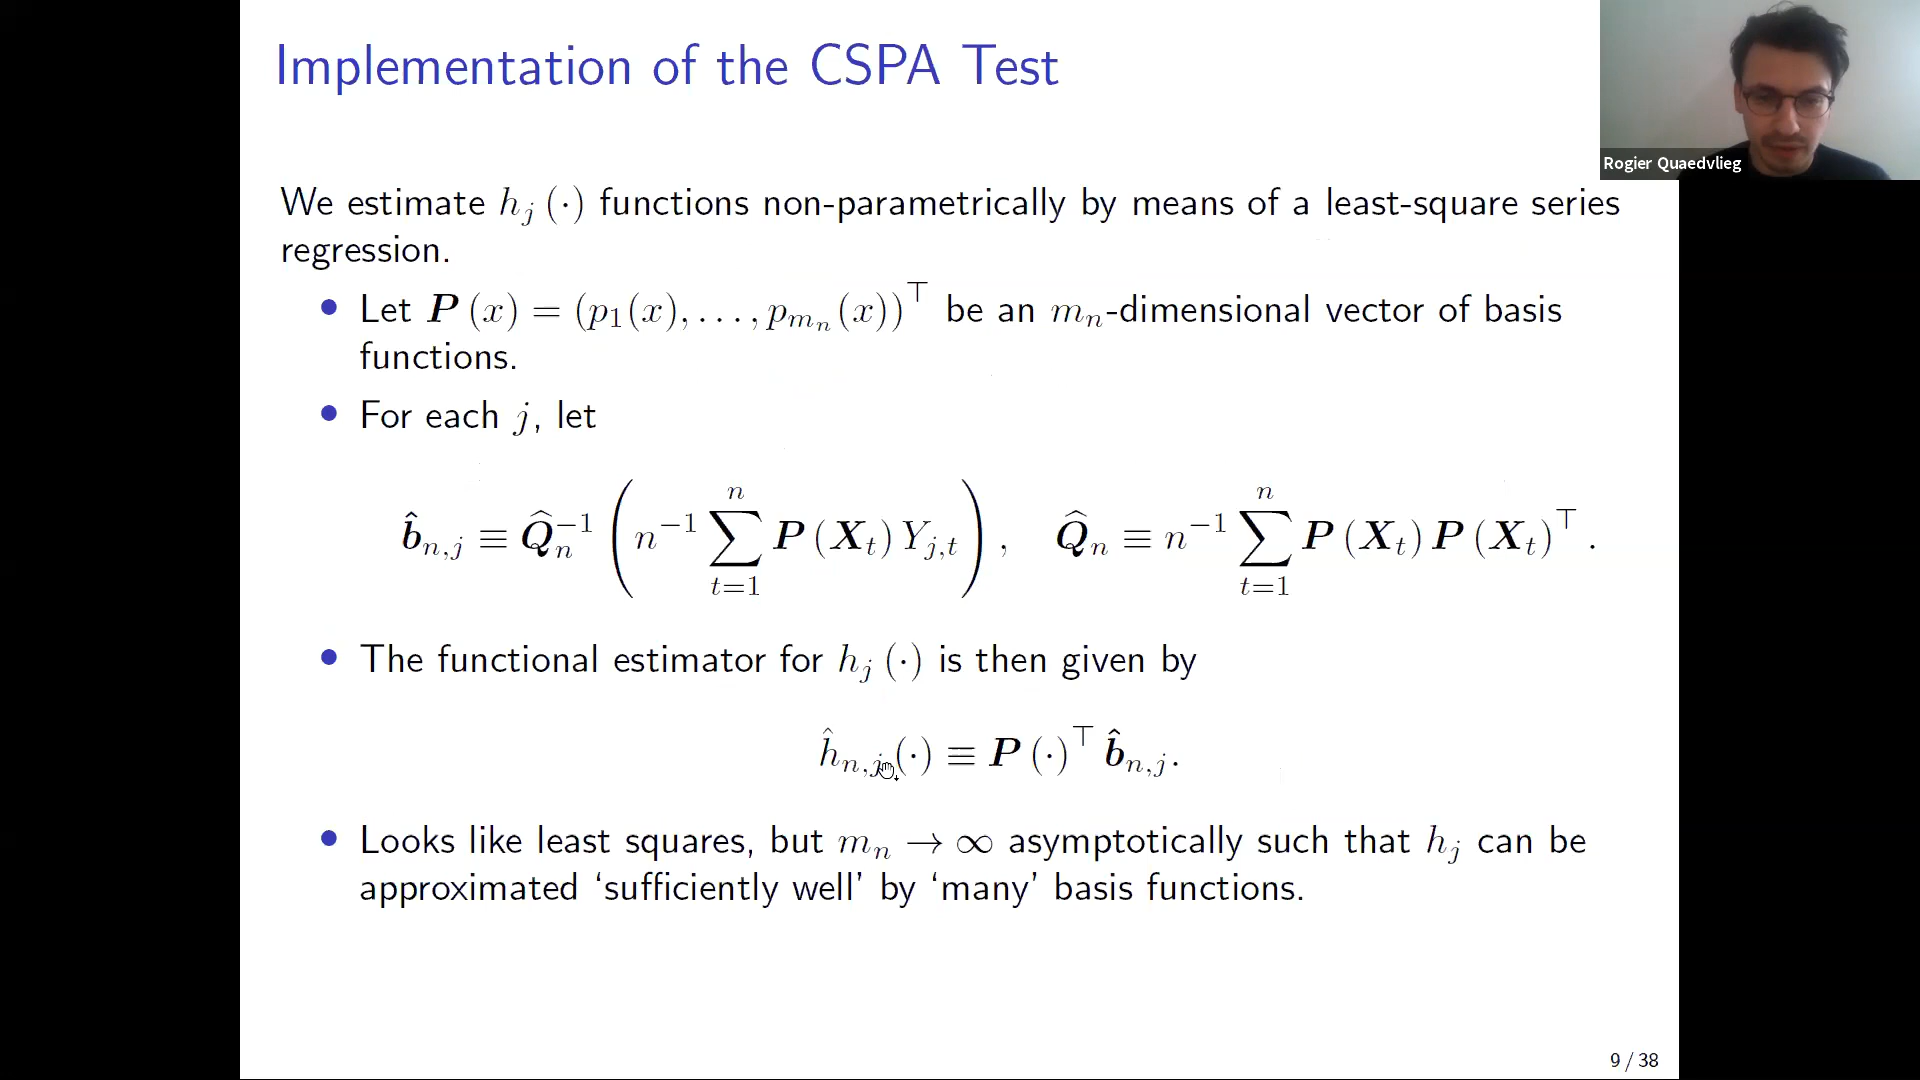 Implementation of the CSPA Test
Rogier Quaedvlieg
We estimate h_j (·) functions non-parametrically by means of a least-square series
regression.
• Let P (x) = (p_1(x), . . . , p_{m_n}(x))^⊤ be an m_n-dimensional vector of basis
functions.
• For each j, let
b̂_{n,j} ≡ Q̂_n^{−1} ( n^{−1} ∑_{t=1}^{n} P (X_t) Y_{j,t} ) ,   Q̂_n ≡ n^{−1} ∑_{t=1}^{n} P (X_t) P (X_t)^⊤ .
• The functional estimator for h_j (·) is then given by
ĥ_{n,j}(·) ≡ P (·)^⊤ b̂_{n,j}.
• Looks like least squares, but m_n → ∞ asymptotically such that h_j can be
approximated ‘sufficiently well’ by ‘many’ basis functions.
9 / 38